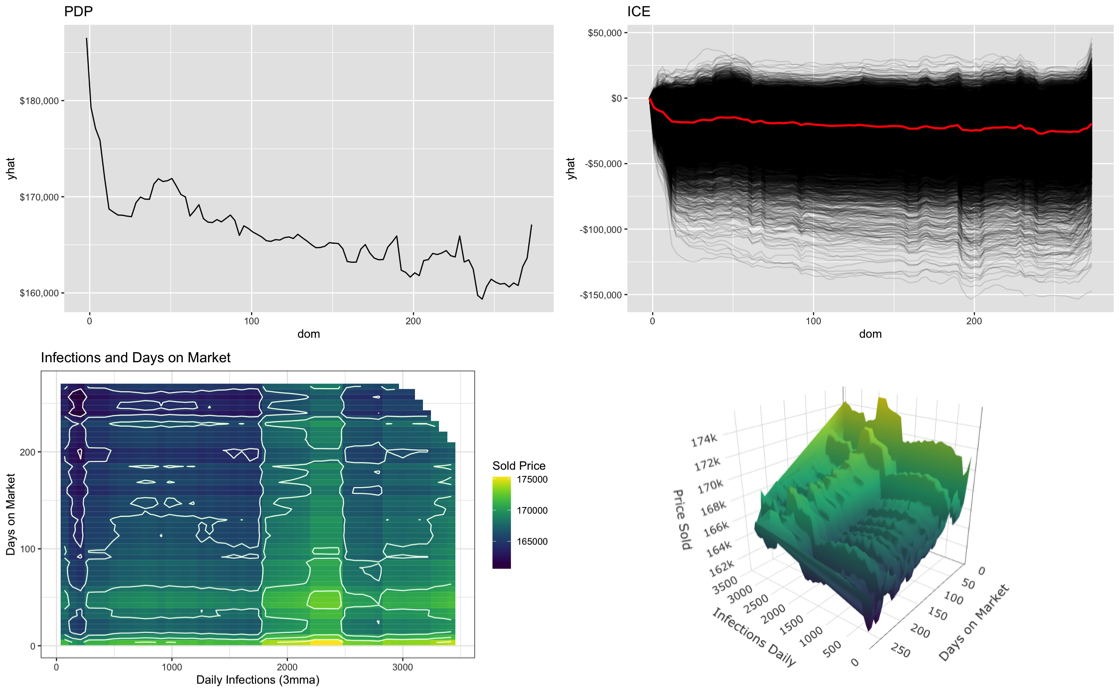 PDP
yhat
$180,000
$170,000
$160,000
0
100
200
dom
ICE
yhat
$50,000
$0
-$50,000
-$100,000
-$150,000
0
100
200
dom
Infections and Days on Market
Days on Market
200
100
0
0
1000
2000
3000
Daily Infections (3mma)
Sold Price
175000
170000
165000
Price Sold
174k
172k
170k
168k
166k
164k
162k
3500
3000
2500
2000
1500
1000
500
0
Infections Daily
0
50
100
150
200
250
Days on Market